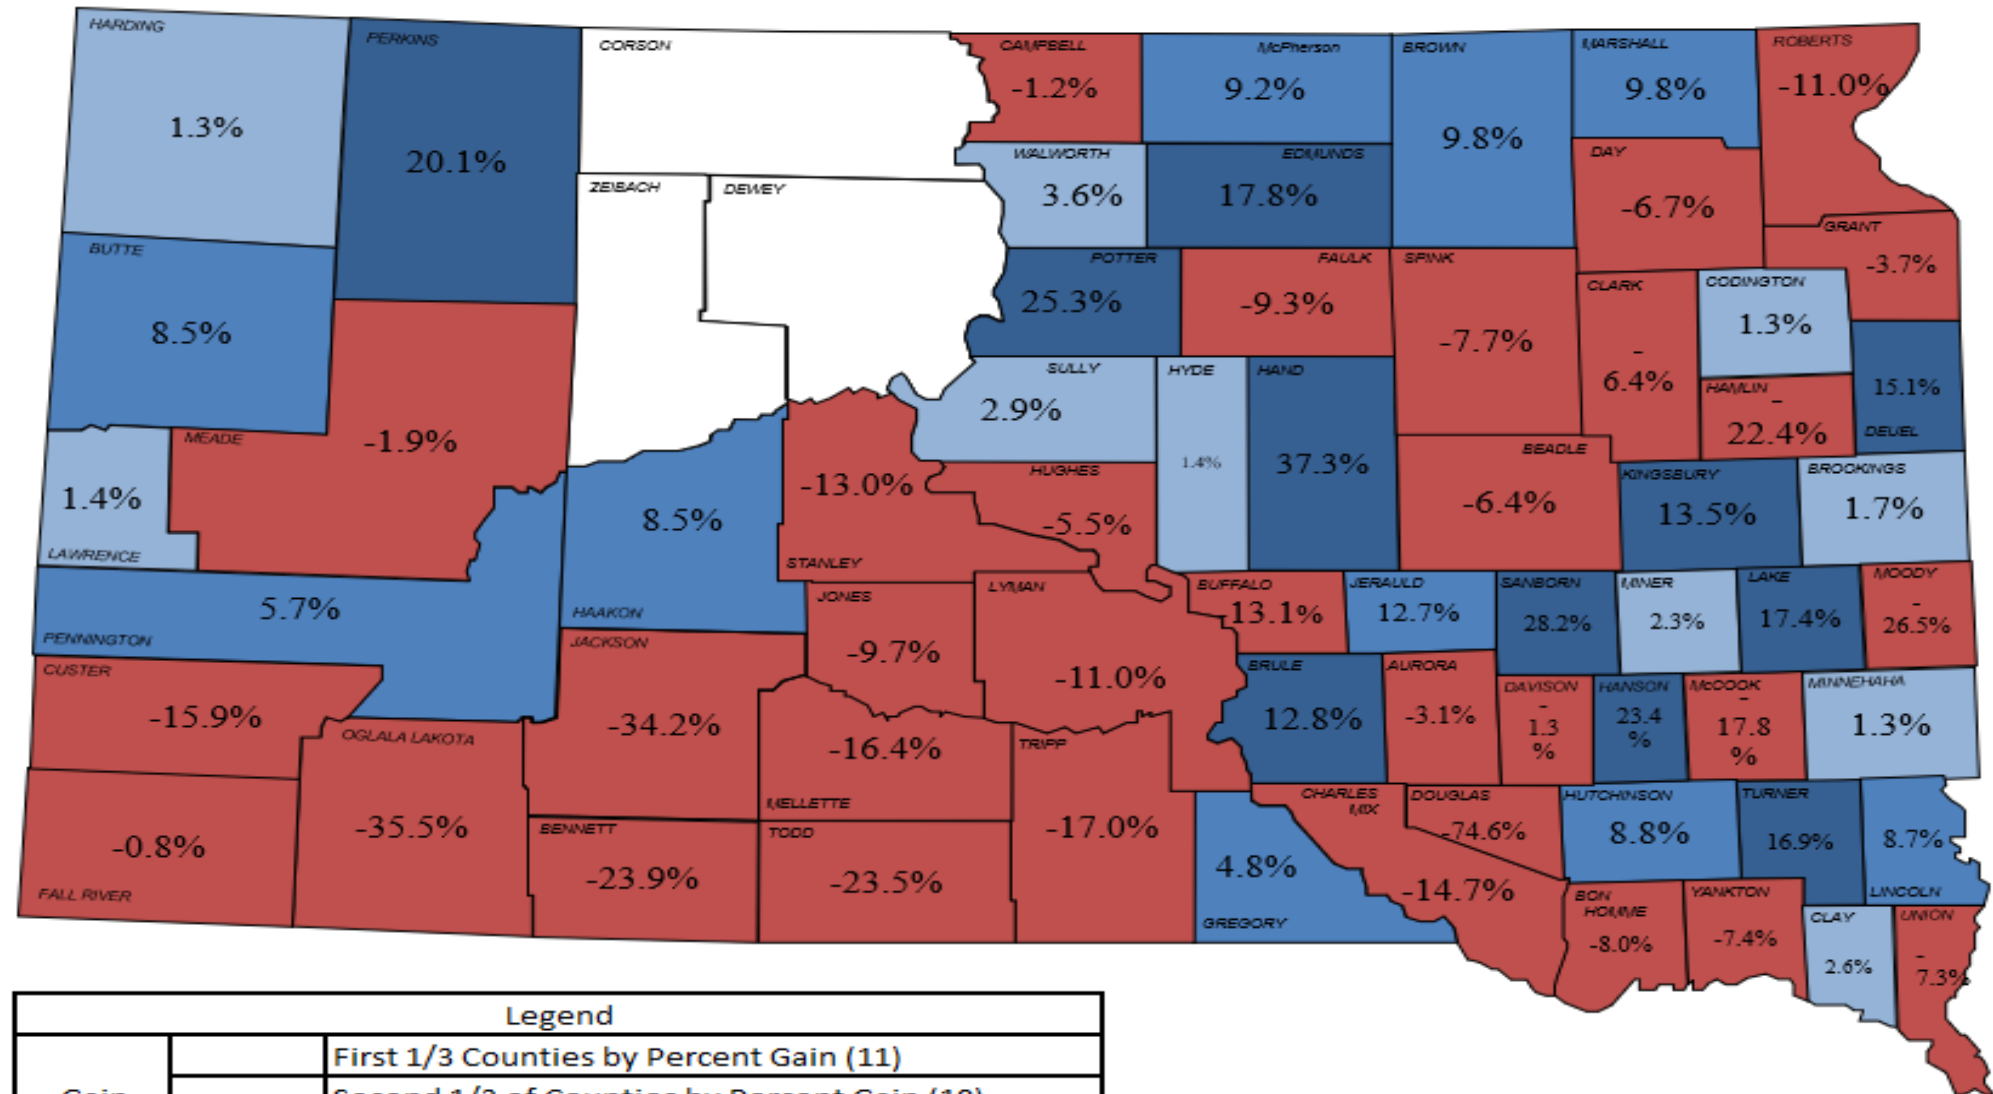 HARDING
1.3%
PERKINS
20.1%
CORSON
CAMPBELL
-1.2%
McPherson
9.2%
BROWN
9.8%
MARSHALL
9.8%
ROBERTS
-11.0%
WALWORTH
3.6%
EDMUNDS
17.8%
DAY
-6.7%
ZEIBACH
DEWEY
GRANT
-3.7%
BUTTE
8.5%
POTTER
25.3%
FAULK
-9.3%
SPINK
-7.7%
CLARK
-
6.4%
CODINGTON
1.3%
MEADE
-1.9%
SULLY
2.9%
HYDE
1.4%
HAND
37.3%
HAMLIN
-
22.4%
15.1%
DEUEL
1.4%
LAWRENCE
8.5%
HAAKON
-13.0%
STANLEY
HUGHES
-5.5%
BEADLE
-6.4%
KINGSBURY
13.5%
BROOKINGS
1.7%
5.7%
PENNINGTON
JONES
-9.7%
LYMAN
-11.0%
BUFFALO
-13.1%
JERAULD
12.7%
SANBORN
28.2%
MINER
2.3%
LAKE
17.4%
MOODY
-
26.5%
CUSTER
-15.9%
JACKSON
-34.2%
BRULE
12.8%
AURORA
-3.1%
DAVISON
-
1.3
%
HANSON
23.4
%
McCOOK
-
17.8
%
MINNEHAHA
1.3%
OGLALA LAKOTA
-35.5%
-16.4%
MELLETTE
TRIPP
-17.0%
-0.8%
FALL RIVER
BENNETT
-23.9%
TODD
-23.5%
4.8%
GREGORY
CHARLES
MIX
-14.7%
DOUGLAS
-74.6%
HUTCHINSON
8.8%
TURNER
16.9%
8.7%
LINCOLN
BON
HOMME
-8.0%
YANKTON
-7.4%
CLAY
2.6%
UNION
-
7.3%
Legend
First 1/3 Counties by Percent Gain (11)
Gain
Second 1/3 of Counties by Percent Gain (10)